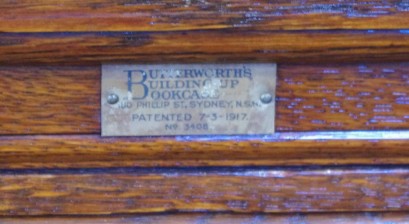 BUTTERWORTH'S
BUILDING UP
BOOKCASE
PHILLIP ST, SYDNEY, N.S.W.
PATENTED 7-3-1917.
No. 3408